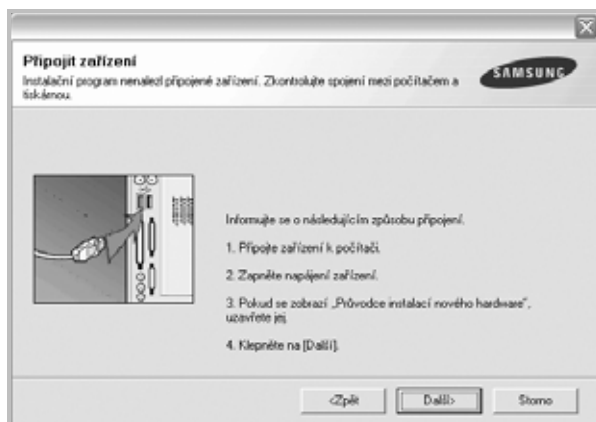 Připojit zařízení
Instalační program nenalezl připojené zařízení. Zkontrolujte spojení mezi počítačem a
tiskárnou.
SAMSUNG
Informujte se o následujícím způsobu připojení.
1. Připojte zařízení k počítači.
2. Zapněte napájení zařízení.
3. Pokud se zobrazí „Průvodce instalací nového hardware",
uzavřete jej.
4. Klepněte na [Další].
<Zpět
Další>
Storno